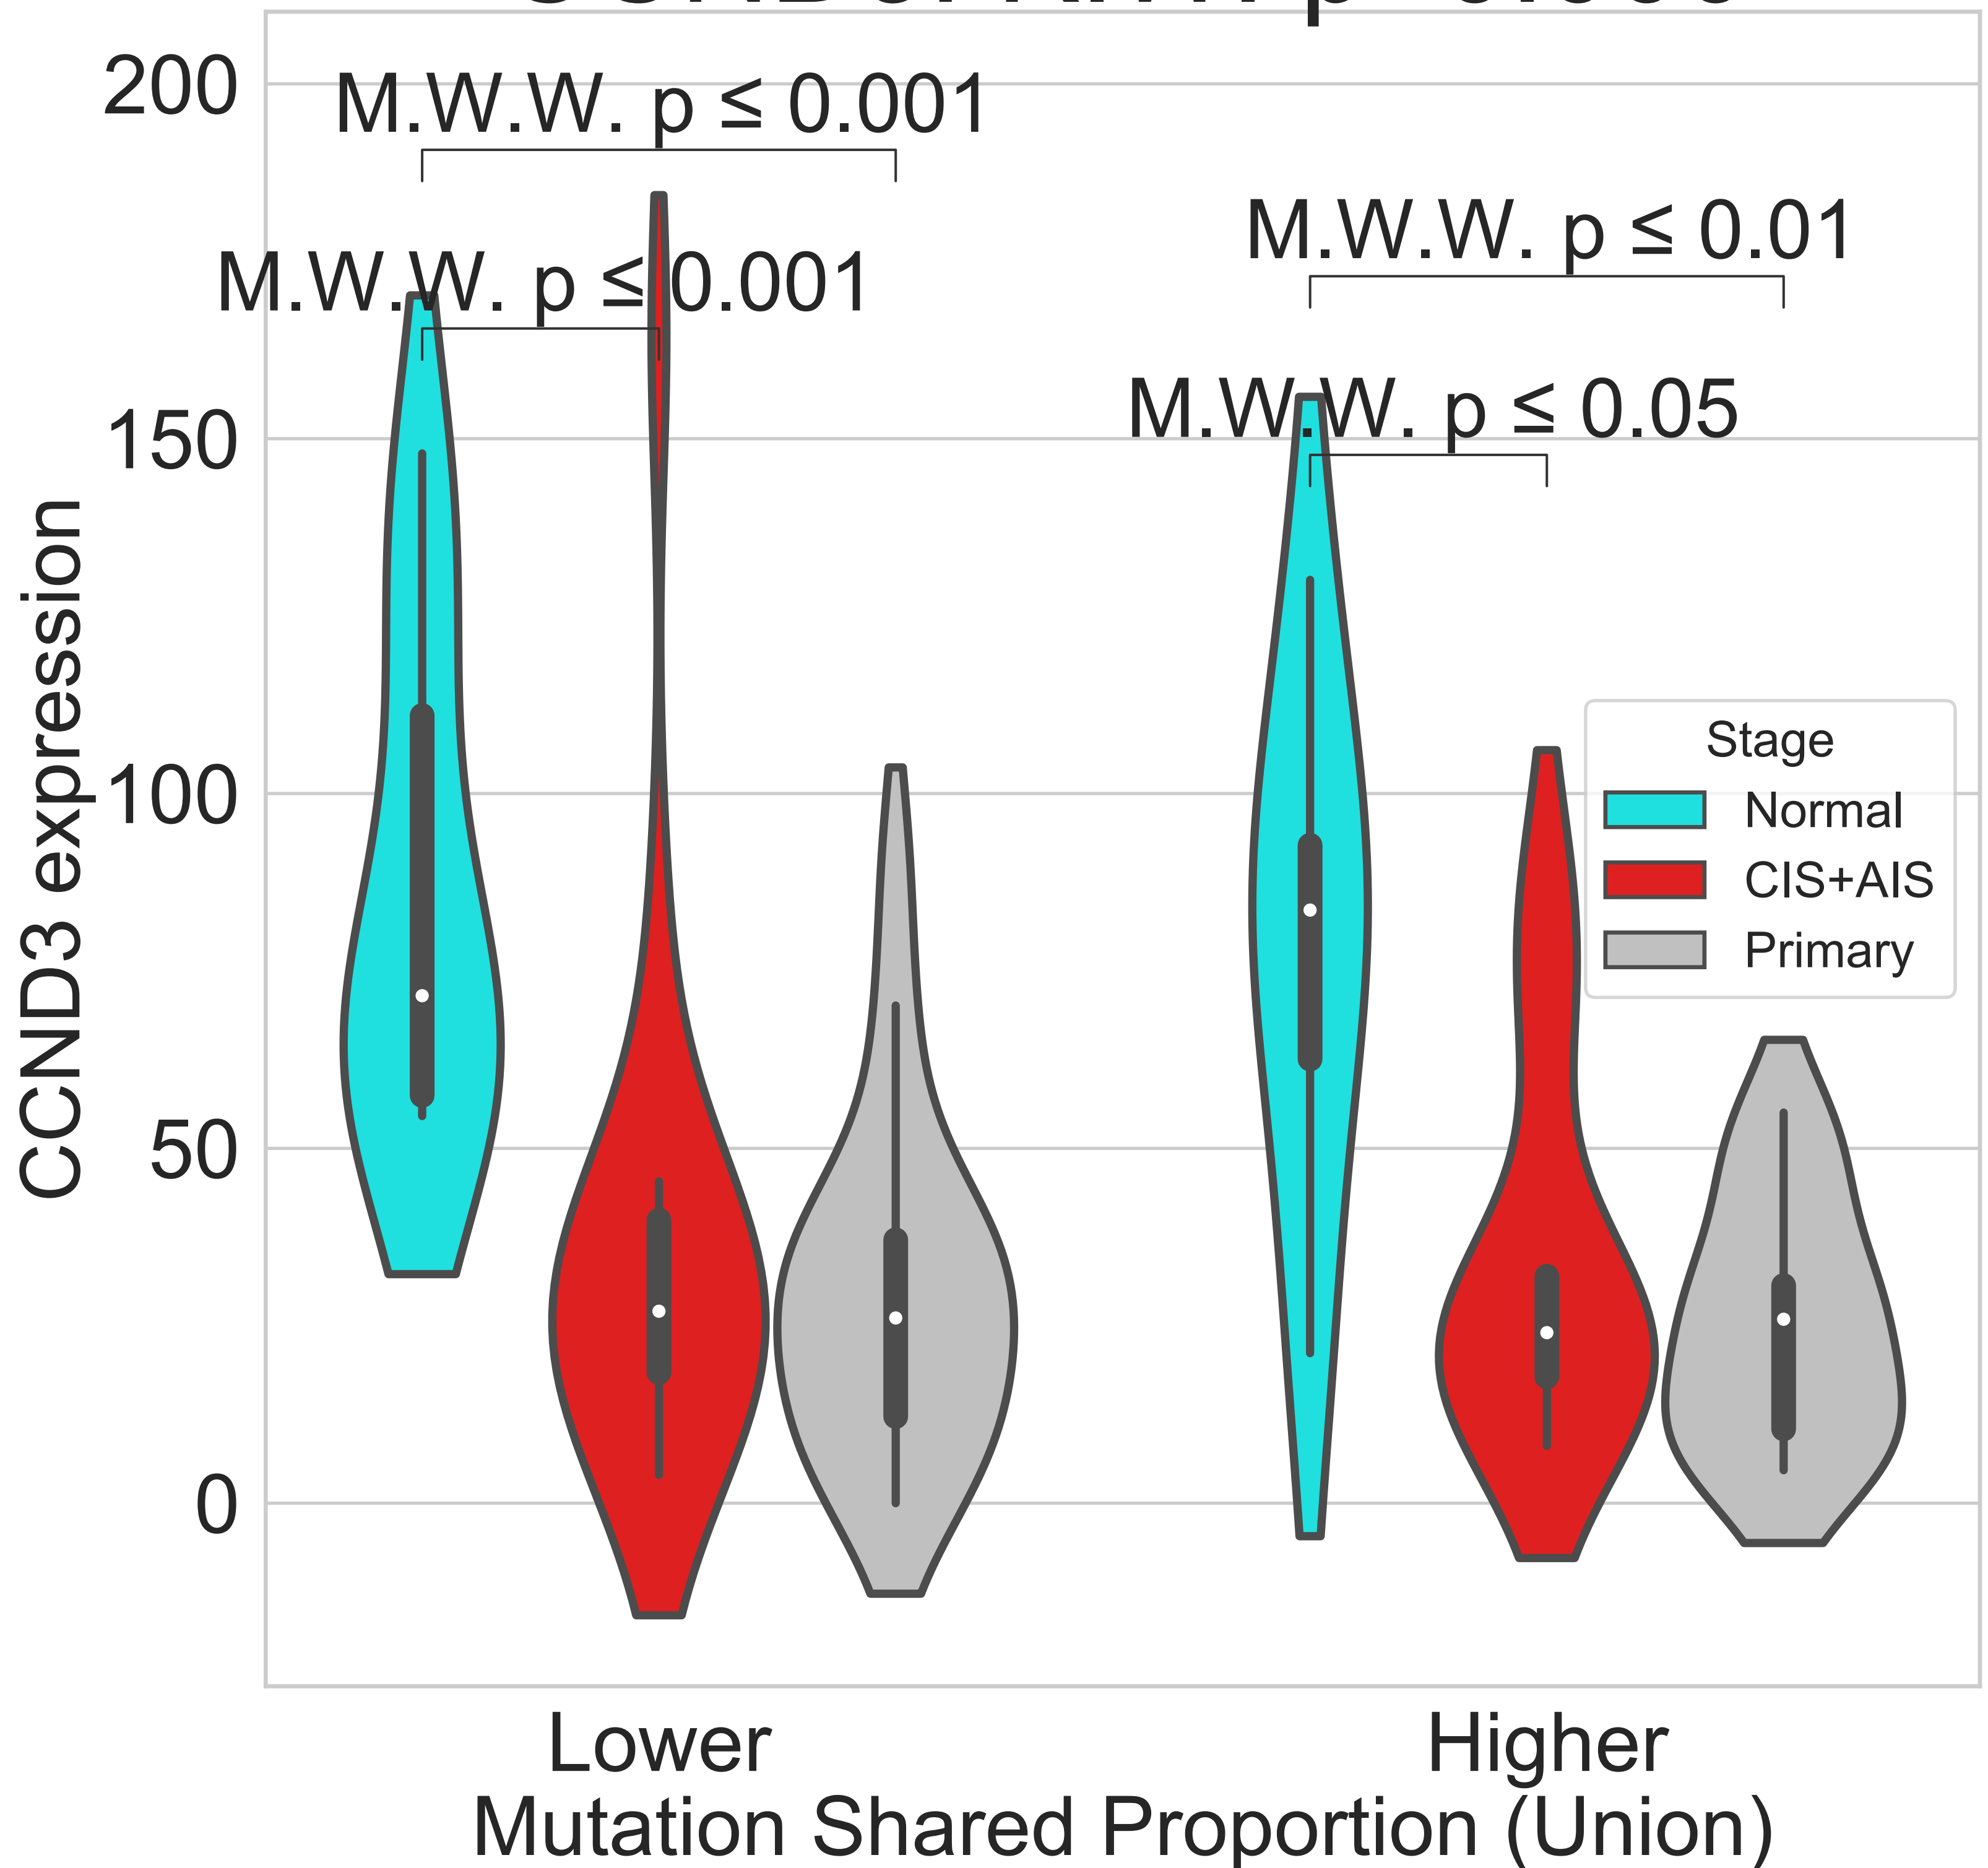 200
M.W.W. p ≤ 0.001
M.W.W. p ≤ 0.01
M.W.W. p ≤ 0.001
M.W.W. p ≤ 0.05
150
100
50
0
CCND3 expression
Stage
Normal
CIS+AIS
Primary
Lower
Higher
Mutation Shared Proportion (Union)